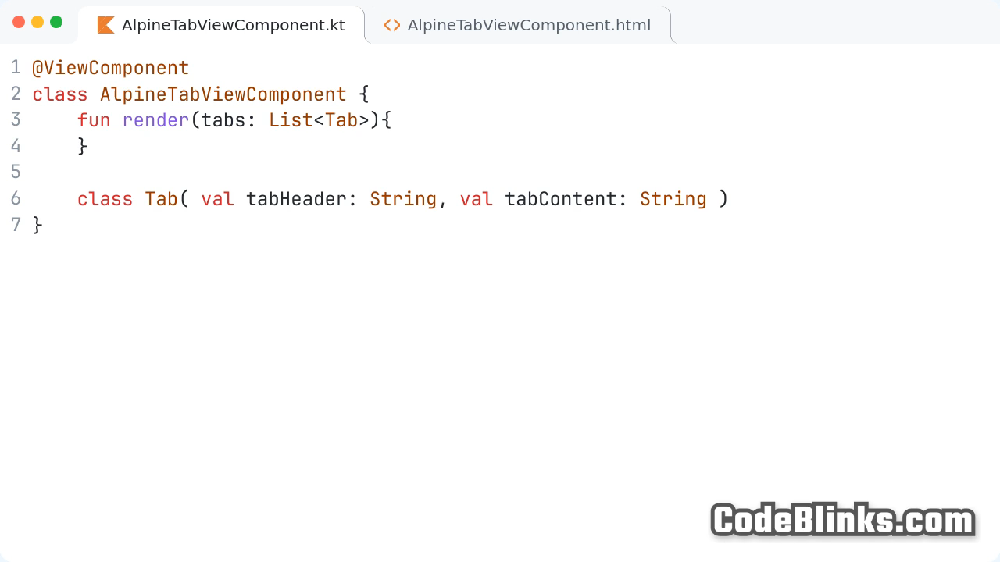 AlpineTabViewComponent.kt
AlpineTabViewComponent.html
1 @ViewComponent
2 class AlpineTabViewComponent {
3     fun render(tabs: List<Tab>){
4     }
5
6     class Tab( val tabHeader: String, val tabContent: String )
7 }
CodeBlinks.com